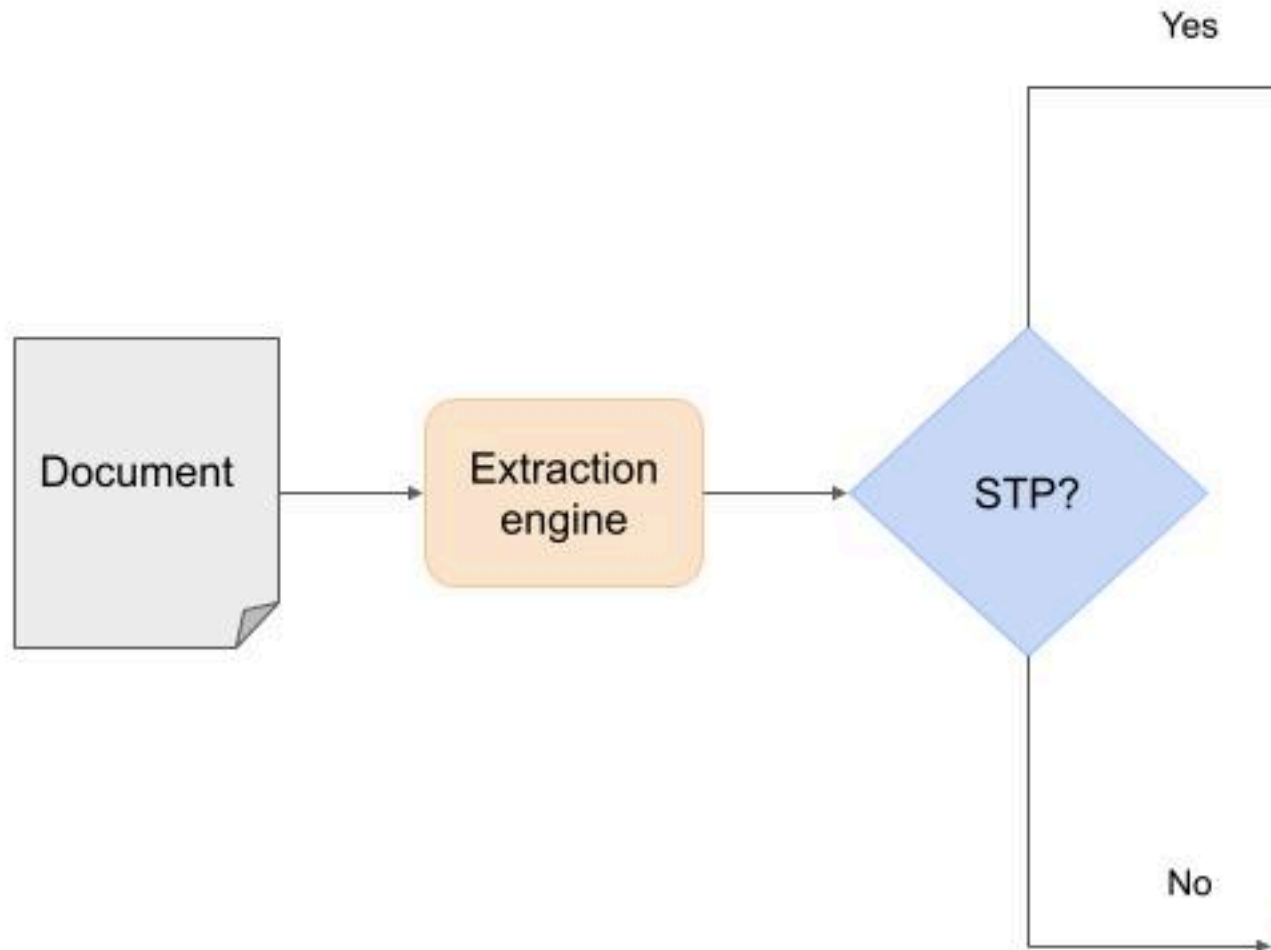 Yes
Document
Extraction
engine
STP?
No